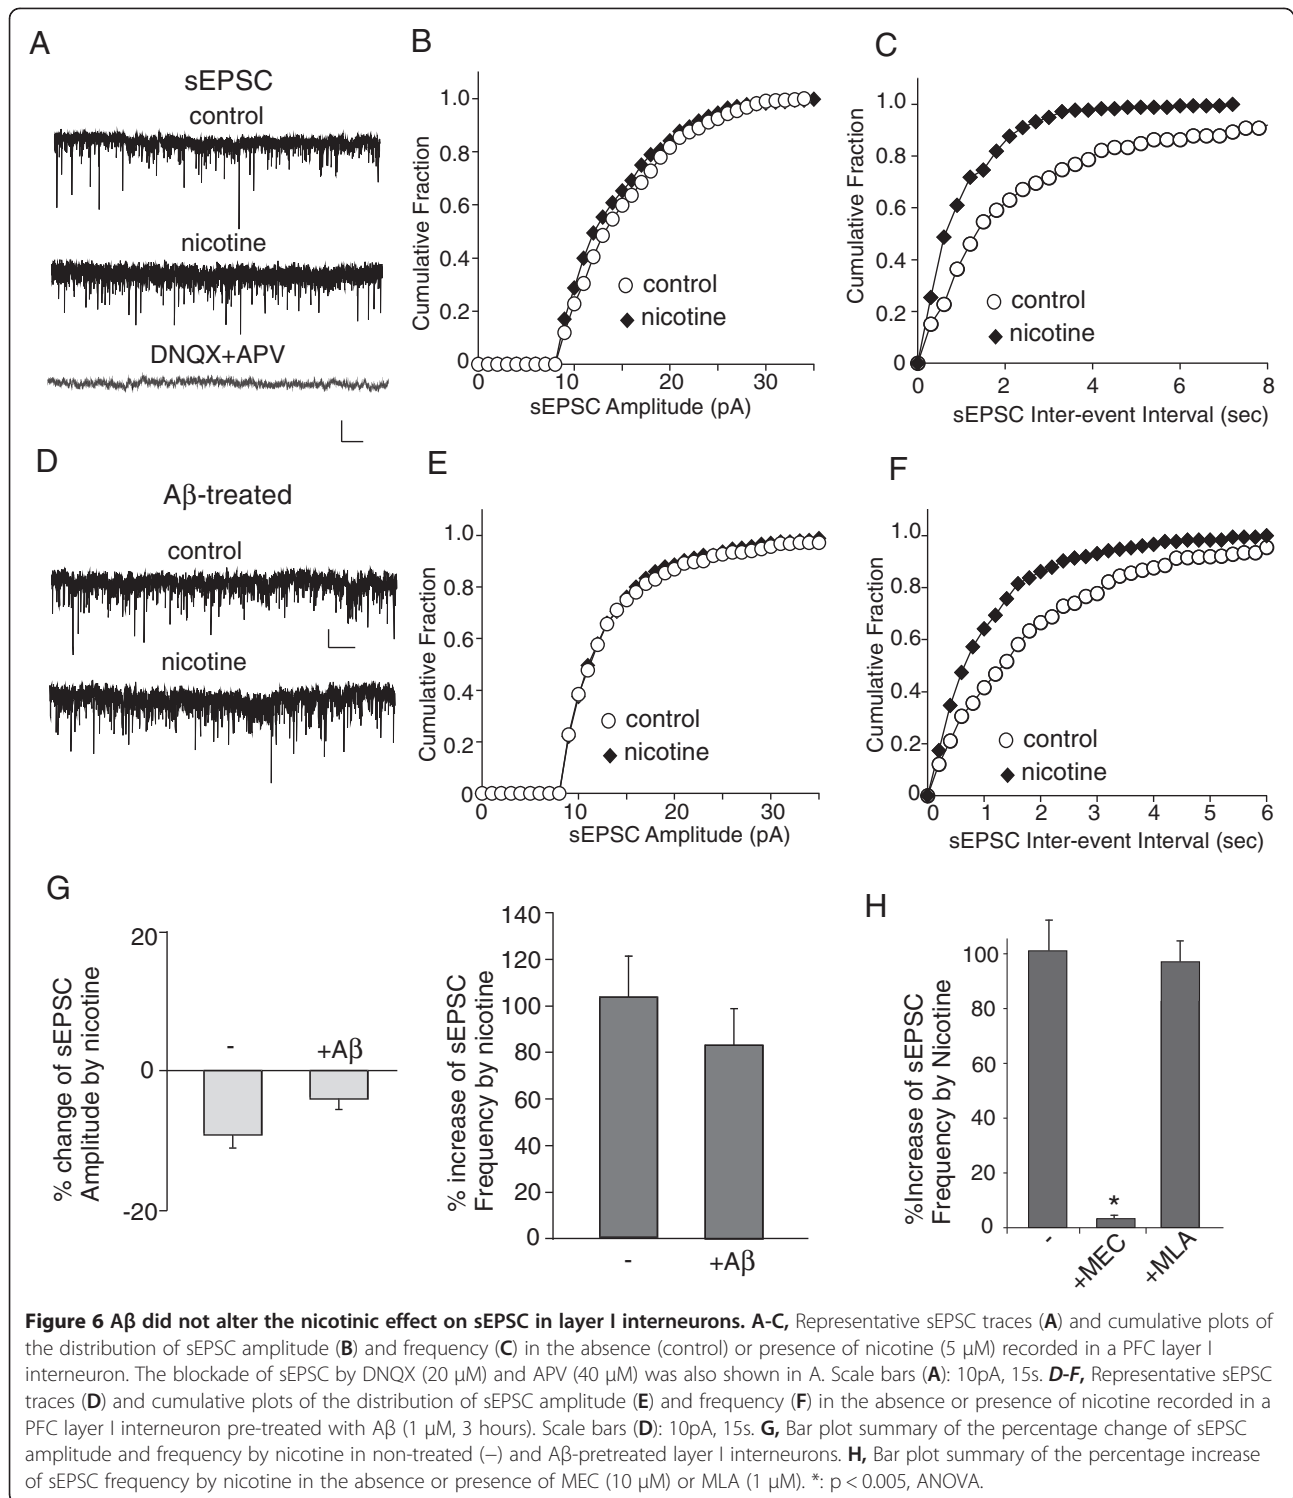 A
sEPSC
control
nicotine
DNQX+APV
B
Cumulative Fraction
1.0
0.8
0.6
0.4
0.2
0
0
10
20
30
sEPSC Amplitude (pA)
control
nicotine
C
Cumulative Fraction
1.0
0.8
0.6
0.4
0.2
0
0
2
4
6
8
sEPSC Inter-event Interval (sec)
control
nicotine
D
Aβ-treated
control
nicotine
E
Cumulative Fraction
1.0
0.8
0.6
0.4
0.2
0
0
10
20
30
sEPSC Amplitude (pA)
control
nicotine
F
Cumulative Fraction
1.0
0.8
0.6
0.4
0.2
0
0
1
2
3
4
5
6
sEPSC Inter-event Interval (sec)
control
nicotine
G
% change of sEPSC
Amplitude by nicotine
20
0
-20
-
+Aβ
% increase of sEPSC
Frequency by nicotine
140
120
100
80
60
40
20
0
-
+Aβ
H
%Increase of sEPSC
Frequency by Nicotine
100
80
60
40
20
0
*
-
+MEC
+MLA
Figure 6 Aβ did not alter the nicotinic effect on sEPSC in layer I interneurons. A-C, Representative sEPSC traces (A) and cumulative plots of
the distribution of sEPSC amplitude (B) and frequency (C) in the absence (control) or presence of nicotine (5 μM) recorded in a PFC layer I
interneuron. The blockade of sEPSC by DNQX (20 μM) and APV (40 μM) was also shown in A. Scale bars (A): 10pA, 15s. D-F, Representative sEPSC
traces (D) and cumulative plots of the distribution of sEPSC amplitude (E) and frequency (F) in the absence or presence of nicotine recorded in a
PFC layer I interneuron pre-treated with Aβ (1 μM, 3 hours). Scale bars (D): 10pA, 15s. G, Bar plot summary of the percentage change of sEPSC
amplitude and frequency by nicotine in non-treated (−) and Aβ-pretreated layer I interneurons. H, Bar plot summary of the percentage increase
of sEPSC frequency by nicotine in the absence or presence of MEC (10 μM) or MLA (1 μM). *: p < 0.005, ANOVA.